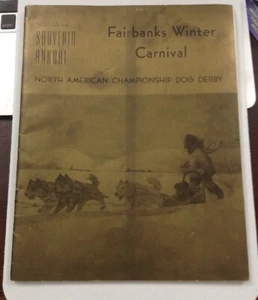 SOUVENIR
ANNUAL
Fairbanks Winter
Carnival
NORTH AMERICAN CHAMPIONSHIP DOG DERBY